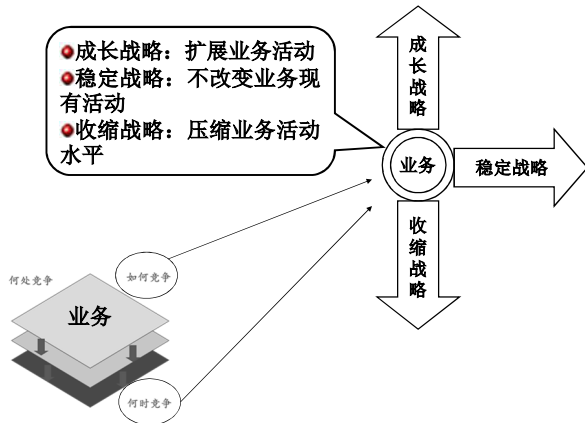 成长战略：扩展业务活动
稳定战略：不改变业务现
有活动
收缩战略：压缩业务活动
水平
成长战略
业务
稳定战略
收缩战略
何处竞争
如何竞争
业务
何时竞争